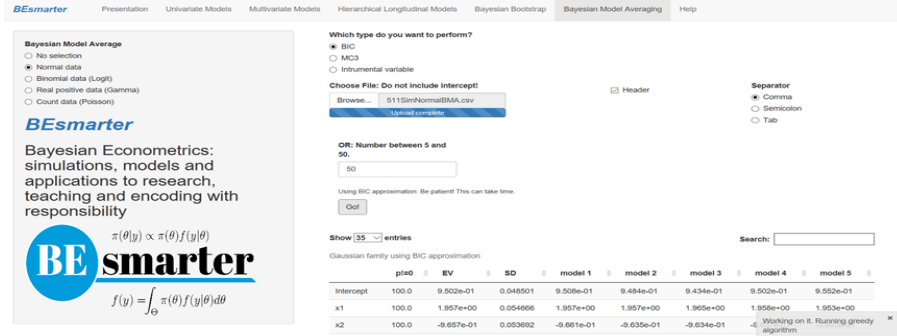 BEsmarter Presentation Univariate Models Multivariate Models Hierarchical Longitudinal Models Bayesian Bootstrap Bayesian Model Averaging Help
Bayesian Model Average
No selection
Normal data
Binomial data (Logit)
Real positive data (Gamma)
Count data (Poisson)
BEsmarter
Bayesian Econometrics:
simulations, models and
applications to research,
teaching and encoding with
responsibility
π(θ|y) ∝ π(θ)f(y|θ)
BE smarter
f(y) = ∫Θ π(θ)f(y|θ)dθ
Which type do you want to perform?
BIC
MC3
Intrumental variable
Choose File: Do not include intercept!
Browse... 511SimNormalBMA.csv
Upload complete
Header
Separator
Comma
Semicolon
Tab
OR: Number between 5 and
50.
50
Using BIC approximation: Be patient! This can take time.
Go!
Show 35 entries
Search:
Gaussian family using BIC approximation
p!=0 EV SD model 1 model 2 model 3 model 4 model 5
Intercept 100.0 9.502e-01 0.048501 9.508e-01 9.484e-01 9.434e-01 9.502e-01 9.552e-01
x1 100.0 1.957e+00 0.054666 1.957e+00 1.957e+00 1.965e+00 1.958e+00 1.953e+00
x2 100.0 -9.657e-01 0.053692 -9.661e-01 -9.635e-01 -9.634e-01
Working on it. Running greedy
algorithm